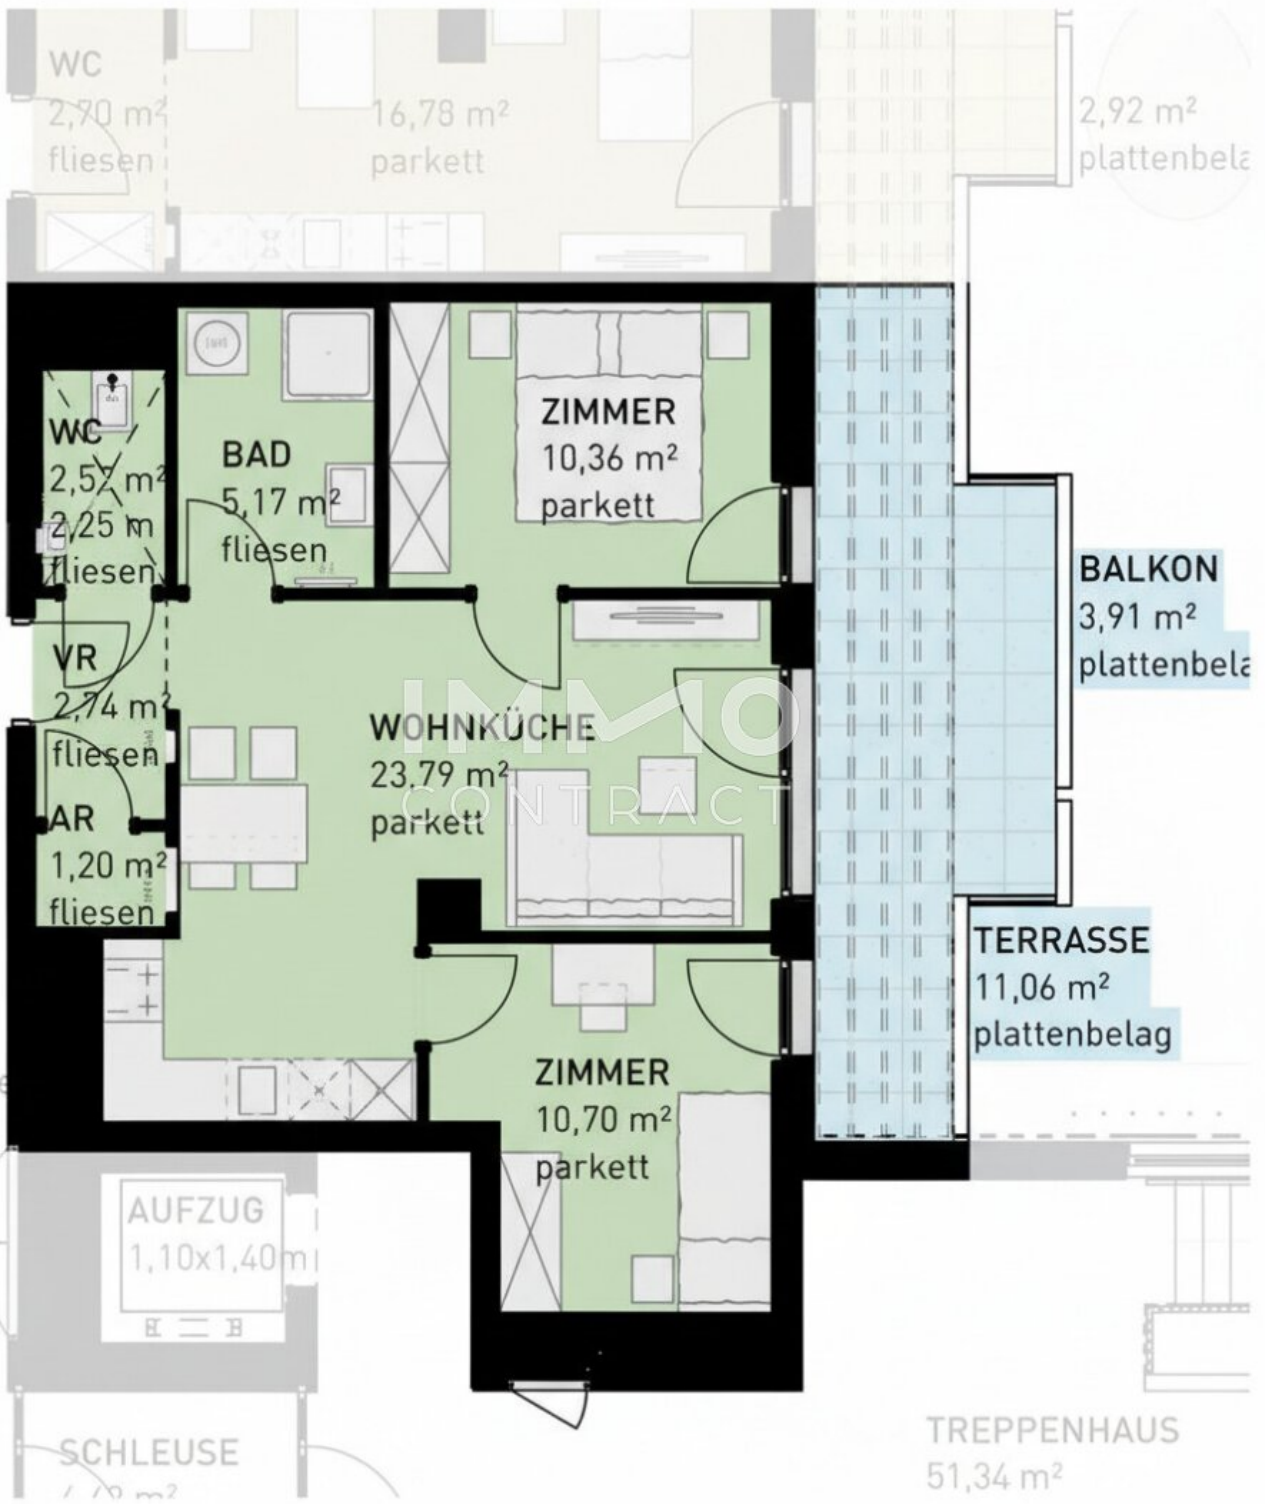 WC
2,70 m²
fliesen
16,78 m²
parkett
2,92 m²
ZIMMER
10,36 m²
parkett
WC
2,52 m²
2,25 m
fliesen
BAD
5,17 m²
fliesen
BALKON
3,91 m²
VR
2,74 m²
fliesen
WOHNKÜCHE
23,79 m²
parkett
IMMO
CONTRACT
AR
1,20 m²
fliesen
TERRASSE
11,06 m²
plattenbelag
ZIMMER
10,70 m²
parkett
AUFZUG
1,10x1,40m
TREPPENHAUS
51,34 m²
SCHLEUSE